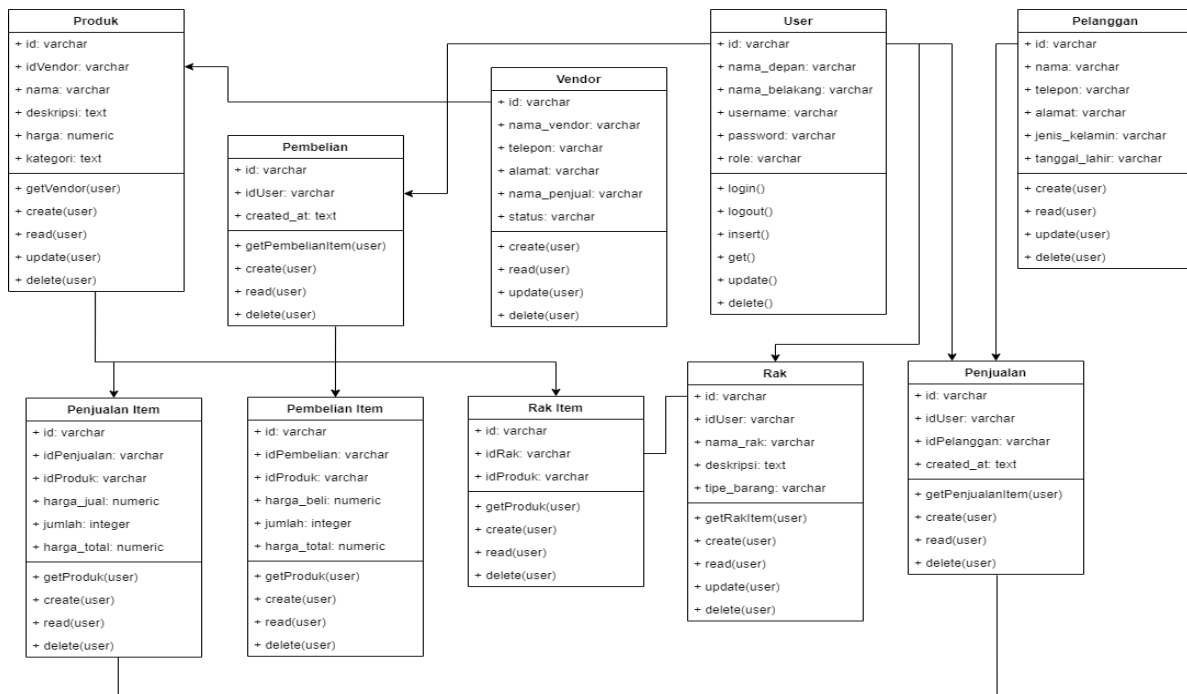 Produk
+ id: varchar
+ idVendor: varchar
+ nama: varchar
+ deskripsi: text
+ harga: numeric
+ kategori: text
+ getVendor(user)
+ create(user)
+ read(user)
+ update(user)
+ delete(user)
Pembelian
+ id: varchar
+ idUser: varchar
+ created_at: text
+ getPembelianItem(user)
+ create(user)
+ read(user)
+ delete(user)
Vendor
+ id: varchar
+ nama_vendor: varchar
+ telepon: varchar
+ alamat: varchar
+ nama_penjual: varchar
+ status: varchar
+ create(user)
+ read(user)
+ update(user)
+ delete(user)
User
+ id: varchar
+ nama_depan: varchar
+ nama_belakang: varchar
+ username: varchar
+ password: varchar
+ role: varchar
+ login()
+ logout()
+ insert()
+ get()
+ update()
+ delete()
Pelanggan
+ id: varchar
+ nama: varchar
+ telepon: varchar
+ alamat: varchar
+ jenis_kelamin: varchar
+ tanggal_lahir: varchar
+ create(user)
+ read(user)
+ update(user)
+ delete(user)
Penjualan Item
+ id: varchar
+ idPenjualan: varchar
+ idProduk: varchar
+ harga_jual: numeric
+ jumlah: integer
+ harga_total: numeric
+ getProduk(user)
+ create(user)
+ read(user)
+ delete(user)
Pembelian Item
+ id: varchar
+ idPembelian: varchar
+ idProduk: varchar
+ harga_beli: numeric
+ jumlah: integer
+ harga_total: numeric
+ getProduk(user)
+ create(user)
+ read(user)
+ delete(user)
Rak Item
+ id: varchar
+ idRak: varchar
+ idProduk: varchar
+ getProduk(user)
+ create(user)
+ read(user)
+ delete(user)
Rak
+ id: varchar
+ idUser: varchar
+ nama_rak: varchar
+ deskripsi: text
+ tipe_barang: varchar
+ getRakItem(user)
+ create(user)
+ read(user)
+ update(user)
+ delete(user)
Penjualan
+ id: varchar
+ idUser: varchar
+ idPelanggan: varchar
+ created_at: text
+ getPenjualanItem(user)
+ create(user)
+ read(user)
+ delete(user)